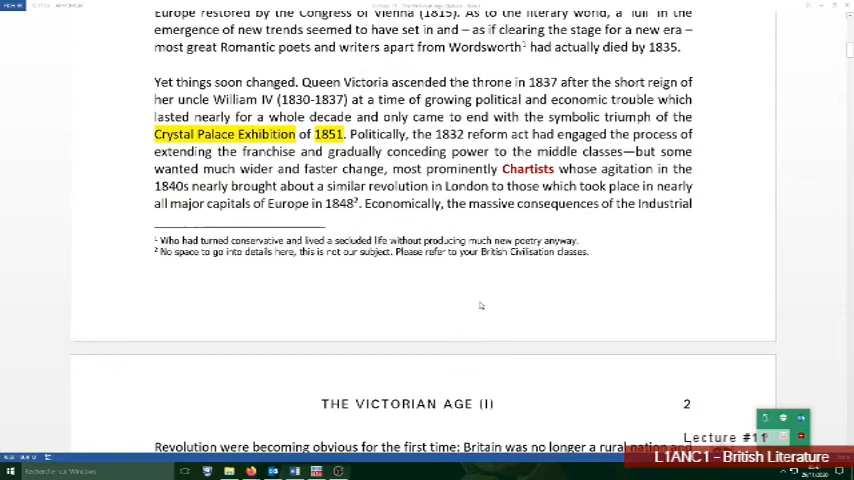 Europe restored by the Congress of Vienna (1815). As to the literary world, a 'lull' in the
emergence of new trends seemed to have set in and – as if clearing the stage for a new era –
most great Romantic poets and writers apart from Wordsworth¹ had actually died by 1835.
Yet things soon changed. Queen Victoria ascended the throne in 1837 after the short reign of
her uncle William IV (1830-1837) at a time of growing political and economic trouble which
lasted nearly for a whole decade and only came to end with the symbolic triumph of the
Crystal Palace Exhibition of 1851. Politically, the 1832 reform act had engaged the process of
extending the franchise and gradually conceding power to the middle classes—but some
wanted much wider and faster change, most prominently Chartists whose agitation in the
1840s nearly brought about a similar revolution in London to those which took place in nearly
all major capitals of Europe in 1848². Economically, the massive consequences of the Industrial
¹ Who had turned conservative and lived a secluded life without producing much new poetry anyway.
² No space to go into details here, this is not our subject. Please refer to your British Civilisation classes.
THE VICTORIAN AGE (I) 2
Lecture #11
Revolution were becoming obvious for the first time: Britain was no longer a rural nation and
L1ANC1 - British Literature
Rechercher sur Windows